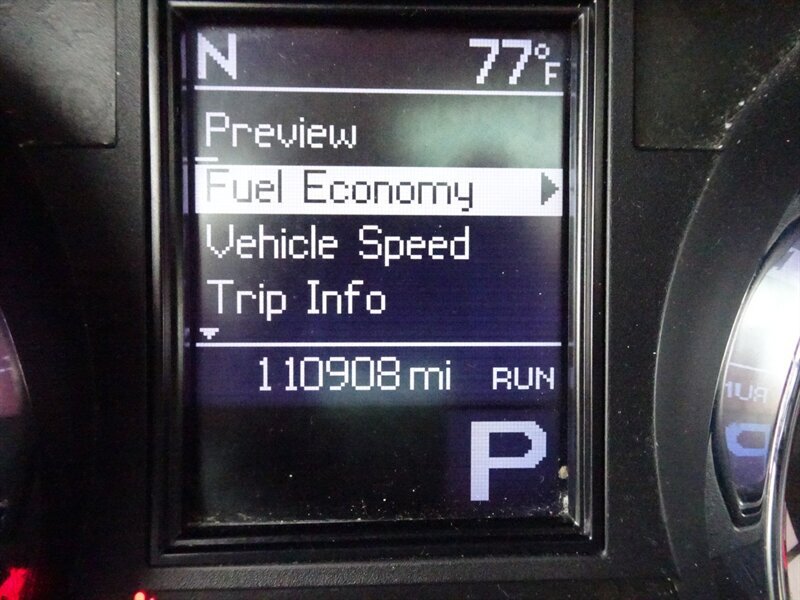 N 77°F
Preview
Fuel Economy
Vehicle Speed
Trip Info
110908 mi RUN
P